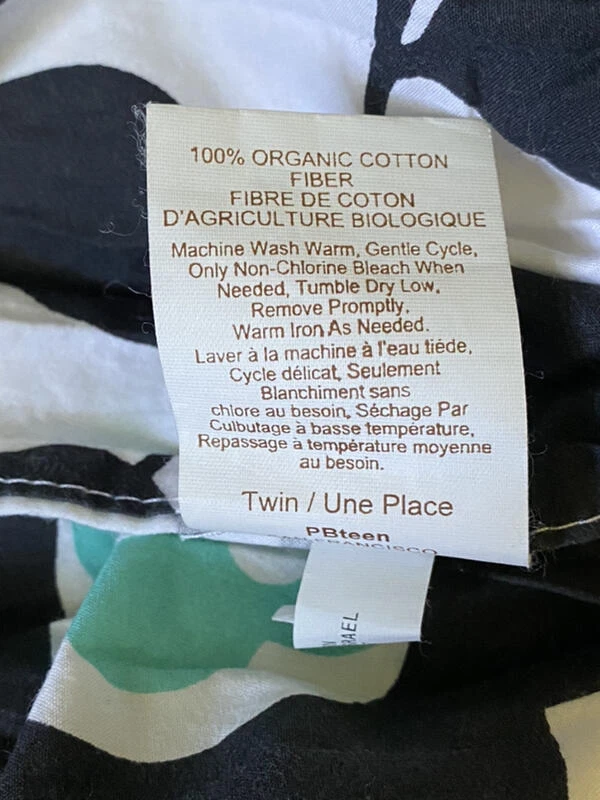 100% ORGANIC COTTON
FIBER
FIBRE DE COTON
D'AGRICULTURE BIOLOGIQUE
Machine Wash Warm, Gentle Cycle,
Only Non-Chlorine Bleach When
Needed, Tumble Dry Low,
Remove Promptly,
Warm Iron As Needed.
Laver à la machine à l'eau tiéde,
Cycle délicat, Seulement
Blanchiment sans
chlore au besoin, Séchage Par
Culbutage à basse température,
Repassage à température moyenne
au besoin.
Twin / Une Place
PBteen
FRANCISCO